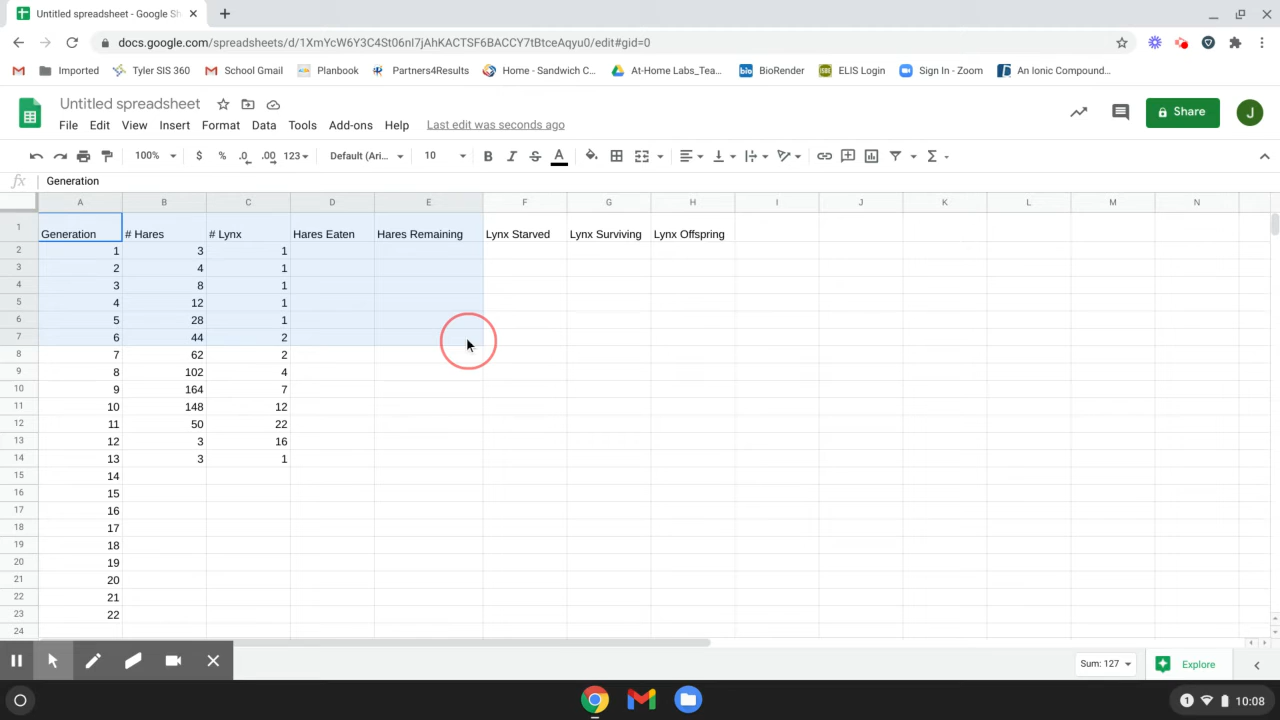 Untitled spreadsheet - Google Sh
docs.google.com/spreadsheets/d/1XmYcW6Y3C4St06nI7jAhKACTSF6BACCY7tBtceAqyu0/edit#gid=0
Imported Tyler SIS 360 School Gmail Planbook Partners4Results Home - Sandwich C... At-Home Labs_Tea... BioRender ELIS Login Sign In - Zoom An Ionic Compound...
Untitled spreadsheet
File Edit View Insert Format Data Tools Add-ons Help Last edit was seconds ago
Share J
100% $ % .0 .00 123 Default (Ari... 10 B I S A Σ
fx Generation
A B C D E F G H I J K L M N
1 Generation # Hares # Lynx Hares Eaten Hares Remaining Lynx Starved Lynx Surviving Lynx Offspring
2 1 3 1
3 2 4 1
4 3 8 1
5 4 12 1
6 5 28 1
7 6 44 2
8 7 62 2
9 8 102 4
10 9 164 7
11 10 148 12
12 11 50 22
13 12 3 16
14 13 3 1
15 14
16 15
17 16
18 17
19 18
20 19
21 20
22 21
23 22
24
Sum: 127 Explore
1 10:08